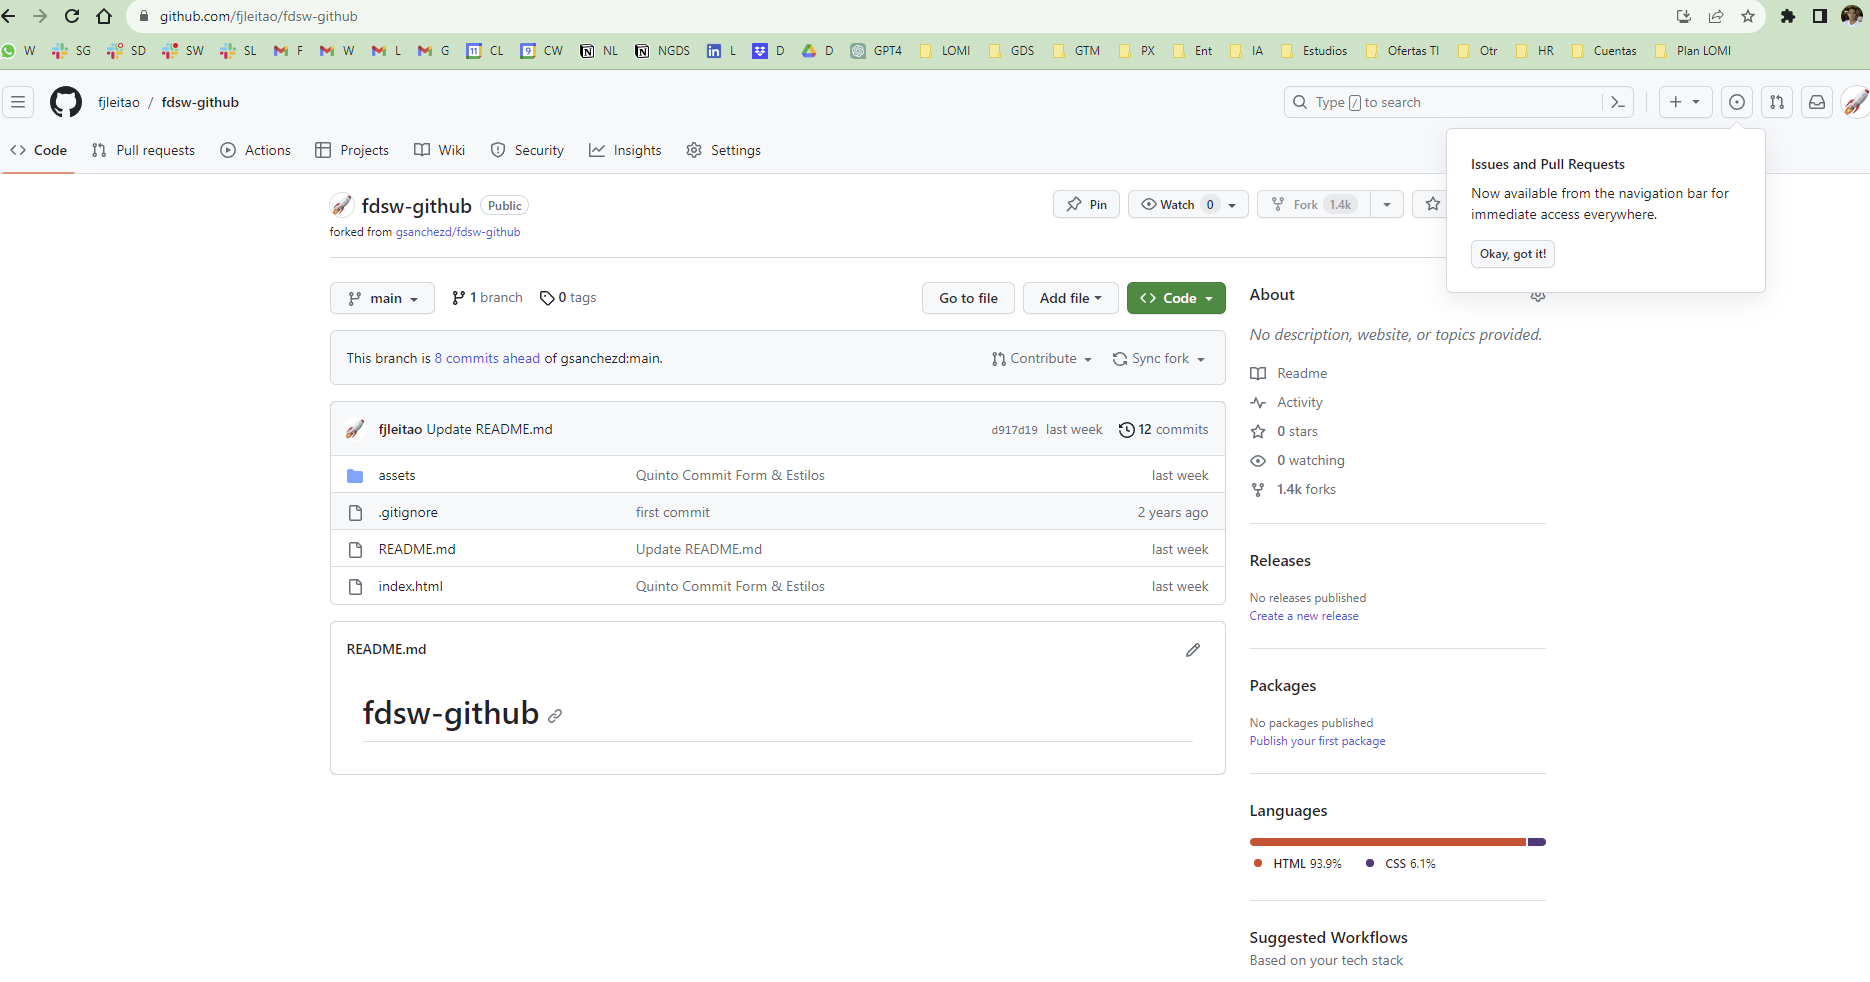 github.com/fjleitao/fdsw-github
W SG SD SW SL F W L G 11 CL 9 CW NL NGDS L D D GPT4 LOMI GDS GTM PX Ent IA Estudios Ofertas TI Otr HR Cuentas Plan LOMI
fjleitao / fdsw-github
Type / to search
Code Pull requests Actions Projects Wiki Security Insights Settings
Issues and Pull Requests
Now available from the navigation bar for
immediate access everywhere.
Okay, got it!
fdsw-github Public
Pin Watch 0 Fork 1.4k
forked from gsanchezd/fdsw-github
main 1 branch 0 tags Go to file Add file Code
This branch is 8 commits ahead of gsanchezd:main. Contribute Sync fork
fjleitao Update README.md d917d19 last week 12 commits
assets Quinto Commit Form & Estilos last week
.gitignore first commit 2 years ago
README.md Update README.md last week
index.html Quinto Commit Form & Estilos last week
README.md
fdsw-github
About
No description, website, or topics provided.
Readme
Activity
0 stars
0 watching
1.4k forks
Releases
No releases published
Create a new release
Packages
No packages published
Publish your first package
Languages
HTML 93.9% CSS 6.1%
Suggested Workflows
Based on your tech stack